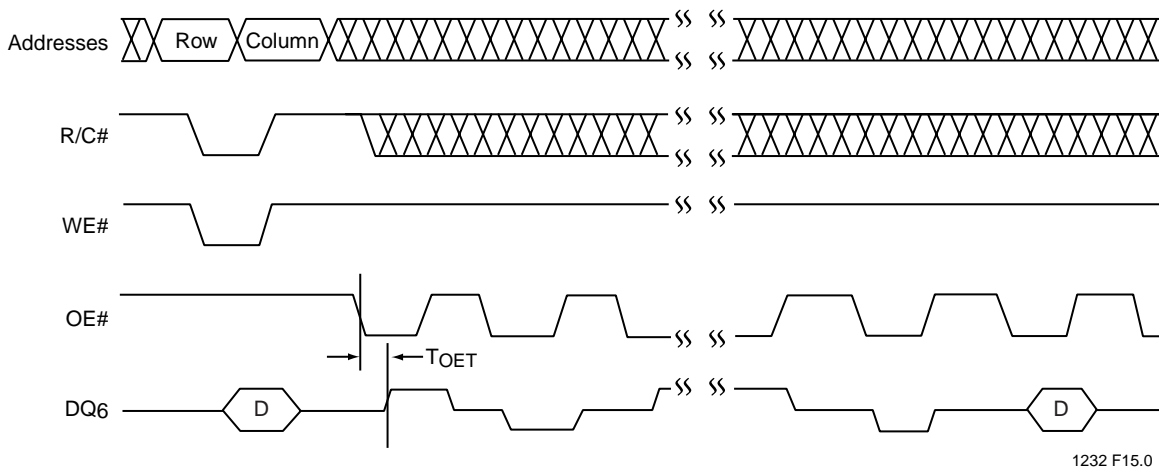 Addresses Row Column
R/C#
WE#
OE#
TOET
DQ6 D D
1232 F15.0